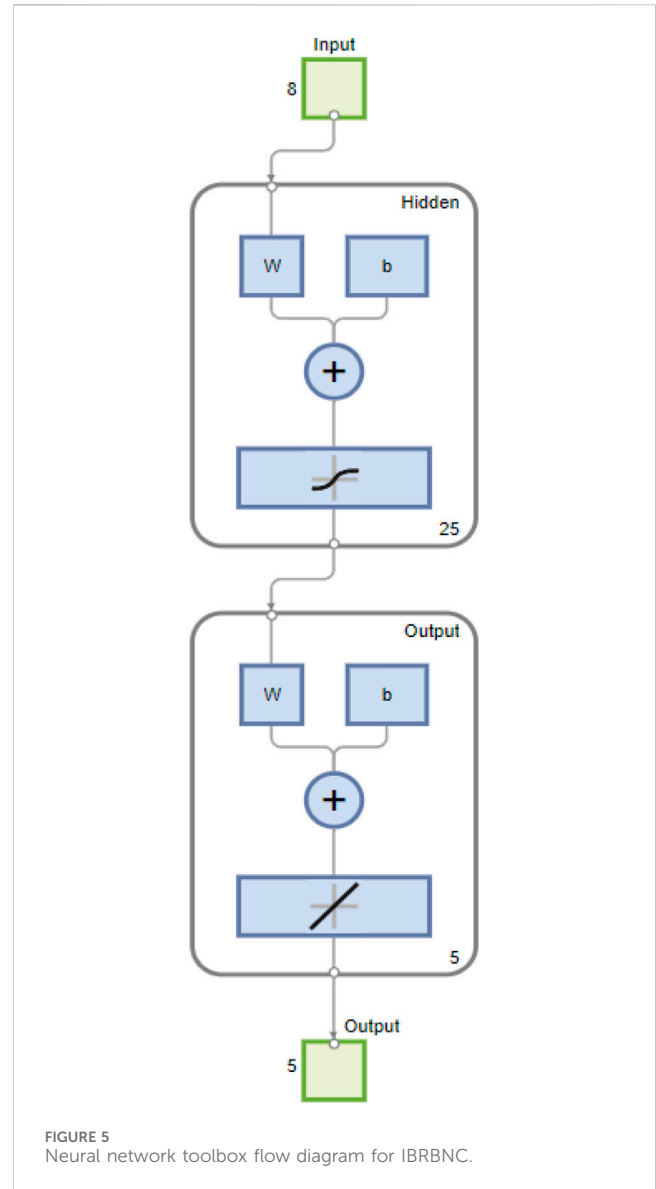 Input
8
Hidden
W
b
+
25
Output
W
b
+
5
Output
5
FIGURE 5
Neural network toolbox flow diagram for IBRBNC.